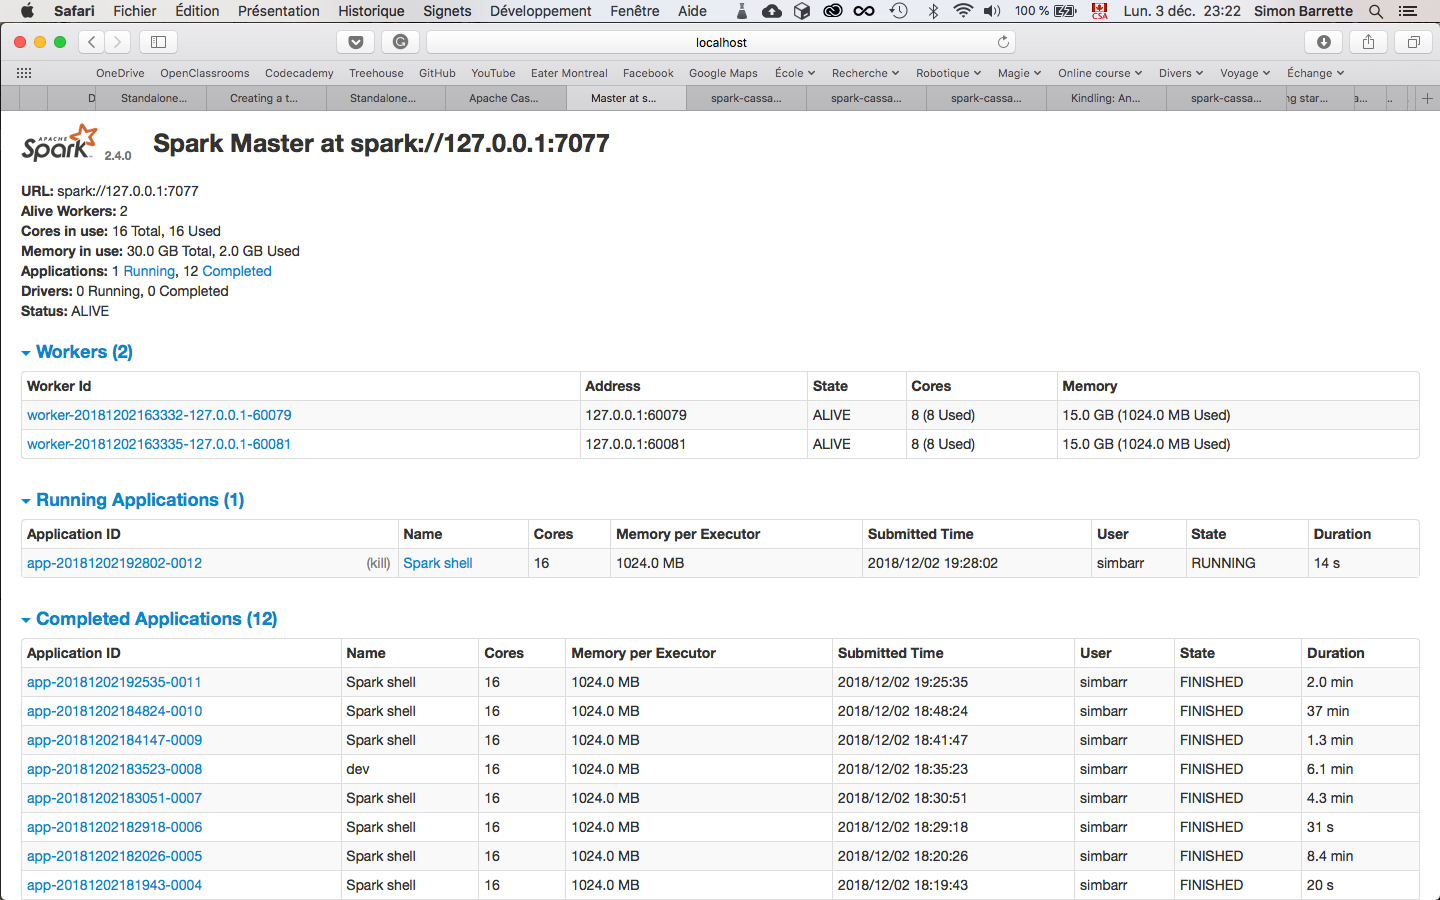 Safari Fichier Édition Présentation Historique Signets Développement Fenêtre Aide 100 % CSA Lun. 3 déc. 23:22 Simon Barrette
localhost
OneDrive OpenClassrooms Codecademy Treehouse GitHub YouTube Eater Montreal Facebook Google Maps École Recherche Robotique Magie Online course Divers Voyage Échange
D Standalone... Creating a t... Standalone... Apache Cas... Master at s... spark-cassa... spark-cassa... spark-cassa... Kindling: An... spark-cassa... ng star... a... ..
APACHE Spark 2.4.0 Spark Master at spark://127.0.0.1:7077
URL: spark://127.0.0.1:7077
Alive Workers: 2
Cores in use: 16 Total, 16 Used
Memory in use: 30.0 GB Total, 2.0 GB Used
Applications: 1 Running, 12 Completed
Drivers: 0 Running, 0 Completed
Status: ALIVE
Workers (2)
Worker Id Address State Cores Memory
worker-20181202163332-127.0.0.1-60079 127.0.0.1:60079 ALIVE 8 (8 Used) 15.0 GB (1024.0 MB Used)
worker-20181202163335-127.0.0.1-60081 127.0.0.1:60081 ALIVE 8 (8 Used) 15.0 GB (1024.0 MB Used)
Running Applications (1)
Application ID Name Cores Memory per Executor Submitted Time User State Duration
app-20181202192802-0012 (kill) Spark shell 16 1024.0 MB 2018/12/02 19:28:02 simbarr RUNNING 14 s
Completed Applications (12)
Application ID Name Cores Memory per Executor Submitted Time User State Duration
app-20181202192535-0011 Spark shell 16 1024.0 MB 2018/12/02 19:25:35 simbarr FINISHED 2.0 min
app-20181202184824-0010 Spark shell 16 1024.0 MB 2018/12/02 18:48:24 simbarr FINISHED 37 min
app-20181202184147-0009 Spark shell 16 1024.0 MB 2018/12/02 18:41:47 simbarr FINISHED 1.3 min
app-20181202183523-0008 dev 16 1024.0 MB 2018/12/02 18:35:23 simbarr FINISHED 6.1 min
app-20181202183051-0007 Spark shell 16 1024.0 MB 2018/12/02 18:30:51 simbarr FINISHED 4.3 min
app-20181202182918-0006 Spark shell 16 1024.0 MB 2018/12/02 18:29:18 simbarr FINISHED 31 s
app-20181202182026-0005 Spark shell 16 1024.0 MB 2018/12/02 18:20:26 simbarr FINISHED 8.4 min
app-20181202181943-0004 Spark shell 16 1024.0 MB 2018/12/02 18:19:43 simbarr FINISHED 20 s